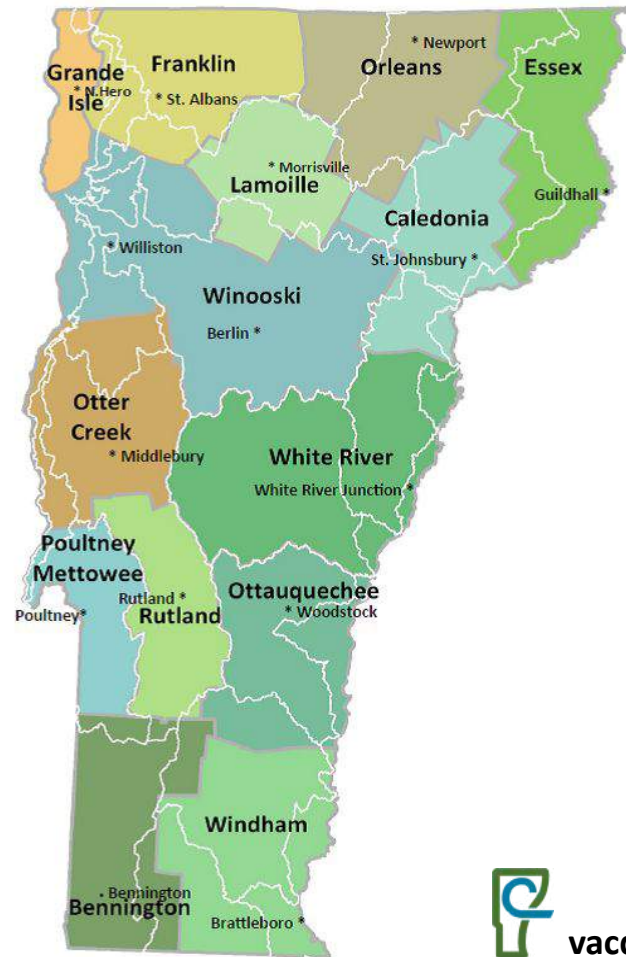 * Newport
Franklin
Orleans
Essex
Grande
Isle
* N.Hero
* St. Albans
* Morrisville
Lamoille
Guildhall *
Caledonia
* Williston
St. Johnsbury *
Winooski
Berlin *
Otter
Creek
* Middlebury
White River
White River Junction *
Poultney
Mettowee
Ottauquechee
Rutland *
* Woodstock
Poultney*
Rutland
Windham
Bennington
Bennington
Brattleboro *
vacc